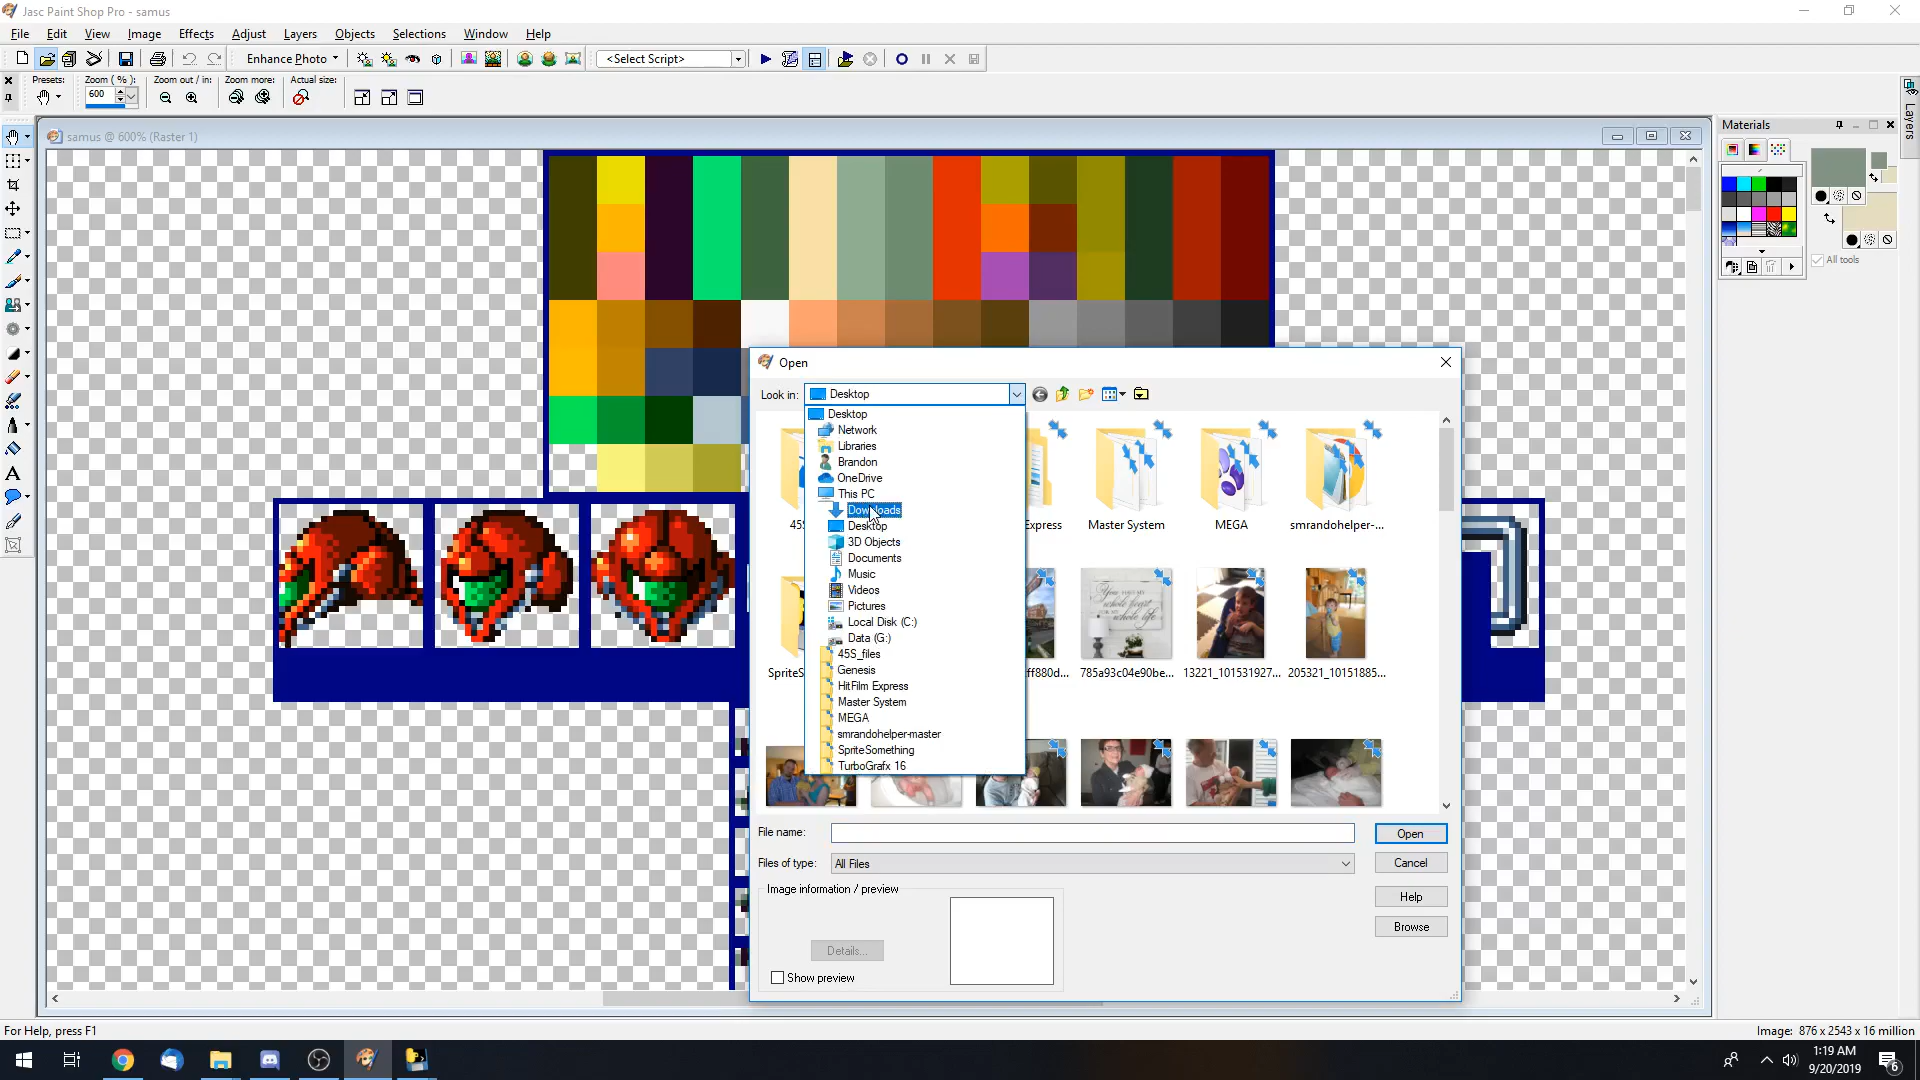 Jasc Paint Shop Pro - samus
File Edit View Image Effects Adjust Layers Objects Selections Window Help
Enhance Photo
<Select Script>
Presets: Zoom ( % ): Zoom out / in: Zoom more: Actual size:
600
samus @ 600% (Raster 1)
Materials
Layers
All tools
Open
Look in: Desktop
Desktop
Network
Libraries
Brandon
OneDrive
This PC
Downloads
Desktop
3D Objects
Documents
Music
Videos
Pictures
Local Disk (C:)
Data (G:)
45S_files
Genesis
HitFilm Express
Master System
MEGA
smrandohelper-master
SpriteSomething
TurboGrafx 16
45S
Express Master System MEGA smrandohelper-...
SpriteS
ff880d... 785a93c04e90be... 13221_101531927... 205321_10151885...
File name:
Open
Files of type: All Files
Cancel
Image information / preview
Help
Browse
Details...
Show preview
For Help, press F1
Image: 876 x 2543 x 16 million
1:19 AM
9/20/2019
6